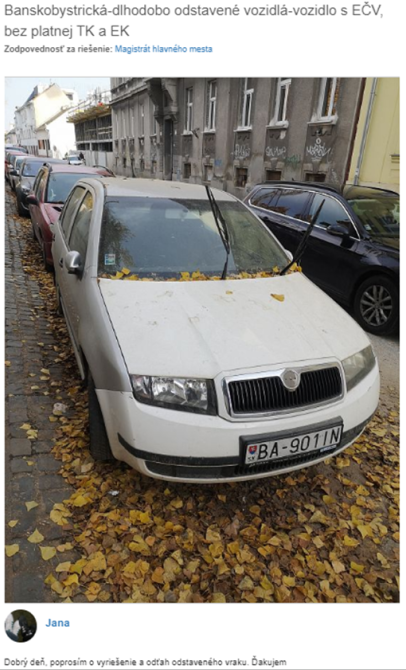 Banskobystrická-dlhodobo odstavené vozidlá-vozidlo s EČV,
bez platnej TK a EK
Zodpovednosť za riešenie: Magistrát hlavného mesta
BA-901IN
SK
Jana
Dobrý deň, poprosím o vyriešenie a odťah odstaveného vraku. Ďakujem